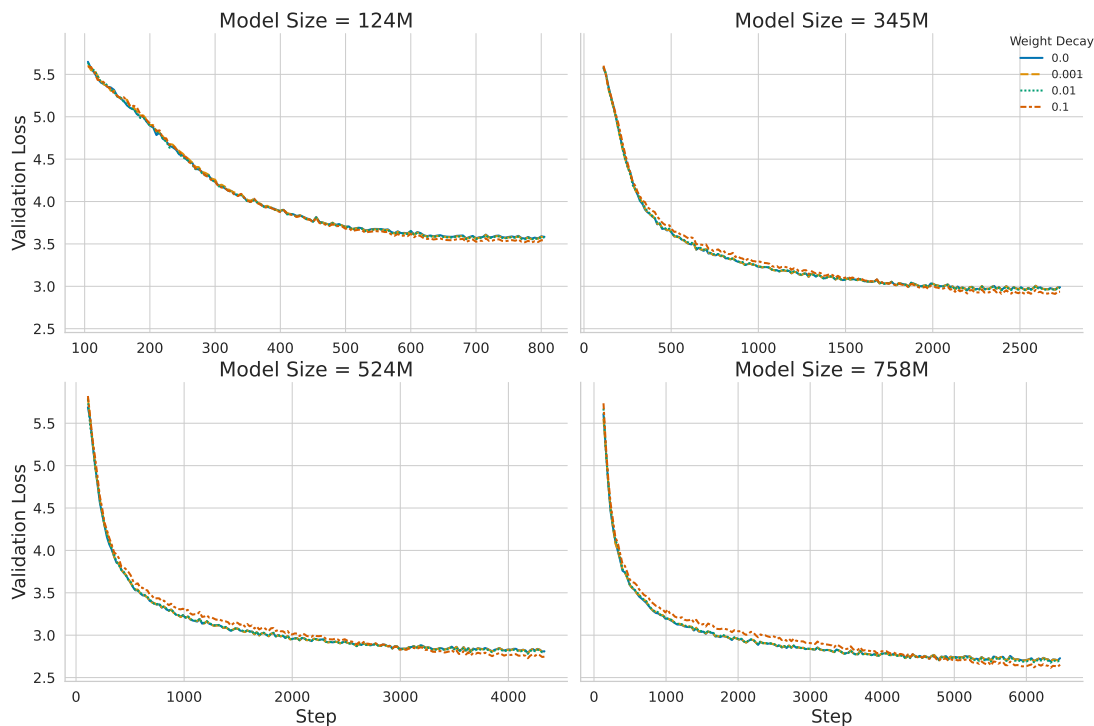 Model Size = 124M
Model Size = 345M
Validation Loss
5.5
5.0
4.5
4.0
3.5
3.0
2.5
100 200 300 400 500 600 700 800
0 500 1000 1500 2000 2500
Weight Decay
0.0
0.001
0.01
0.1
Model Size = 524M
Model Size = 758M
Validation Loss
5.5
5.0
4.5
4.0
3.5
3.0
2.5
0 1000 2000 3000 4000
0 1000 2000 3000 4000 5000 6000
Step
Step